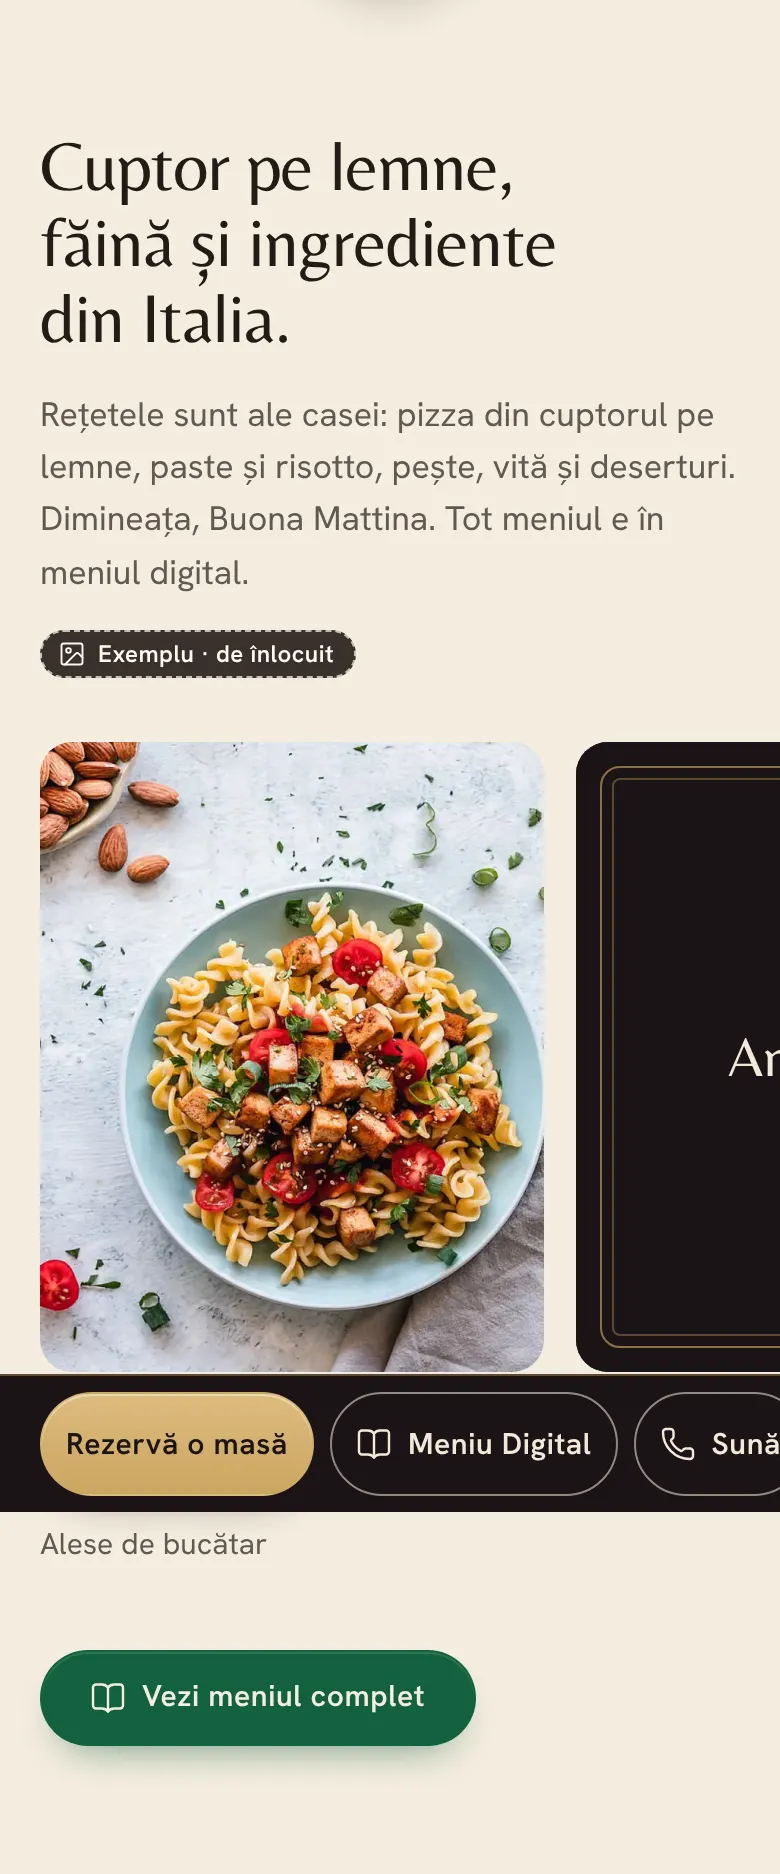 Cuptor pe lemne,
făină și ingrediente
din Italia.
Rețetele sunt ale casei: pizza din cuptorul pe
lemne, paste și risotto, pește, vită și deserturi.
Dimineața, Buona Mattina. Tot meniul e în
meniul digital.
Exemplu · de înlocuit
Rezervă o masă
Meniu Digital
Sună
Alese de bucătar
Vezi meniul complet